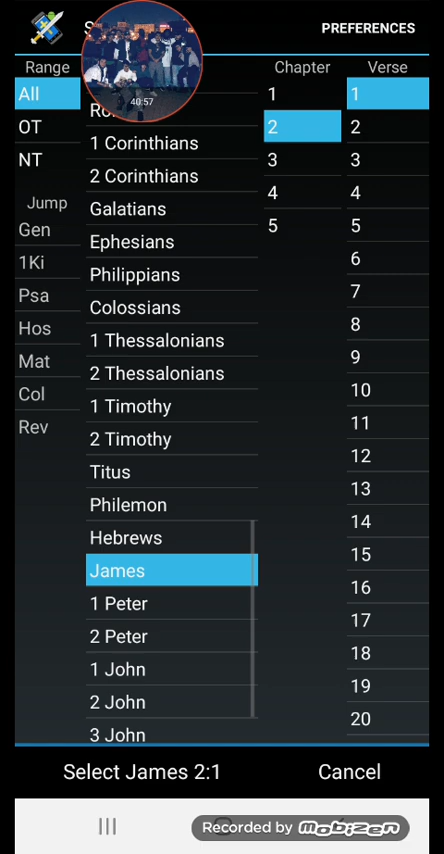 S
PREFERENCES
Range
Chapter
Verse
All
OT
NT
Jump
Gen
1Ki
Psa
Hos
Mat
Col
Rev
Ro
1 Corinthians
2 Corinthians
Galatians
Ephesians
Philippians
Colossians
1 Thessalonians
2 Thessalonians
1 Timothy
2 Timothy
Titus
Philemon
Hebrews
James
1 Peter
2 Peter
1 John
2 John
3 John
1
2
3
4
5
1
2
3
4
5
6
7
8
9
10
11
12
13
14
15
16
17
18
19
20
40:57
Select James 2:1
Cancel
Recorded by mobizen